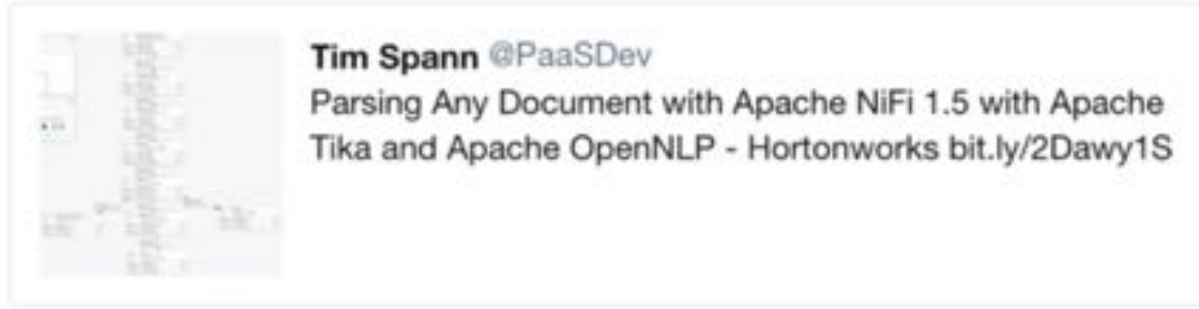 Tim Spann @PaaSDev
Parsing Any Document with Apache NiFi 1.5 with Apache
Tika and Apache OpenNLP - Hortonworks bit.ly/2Dawy1S